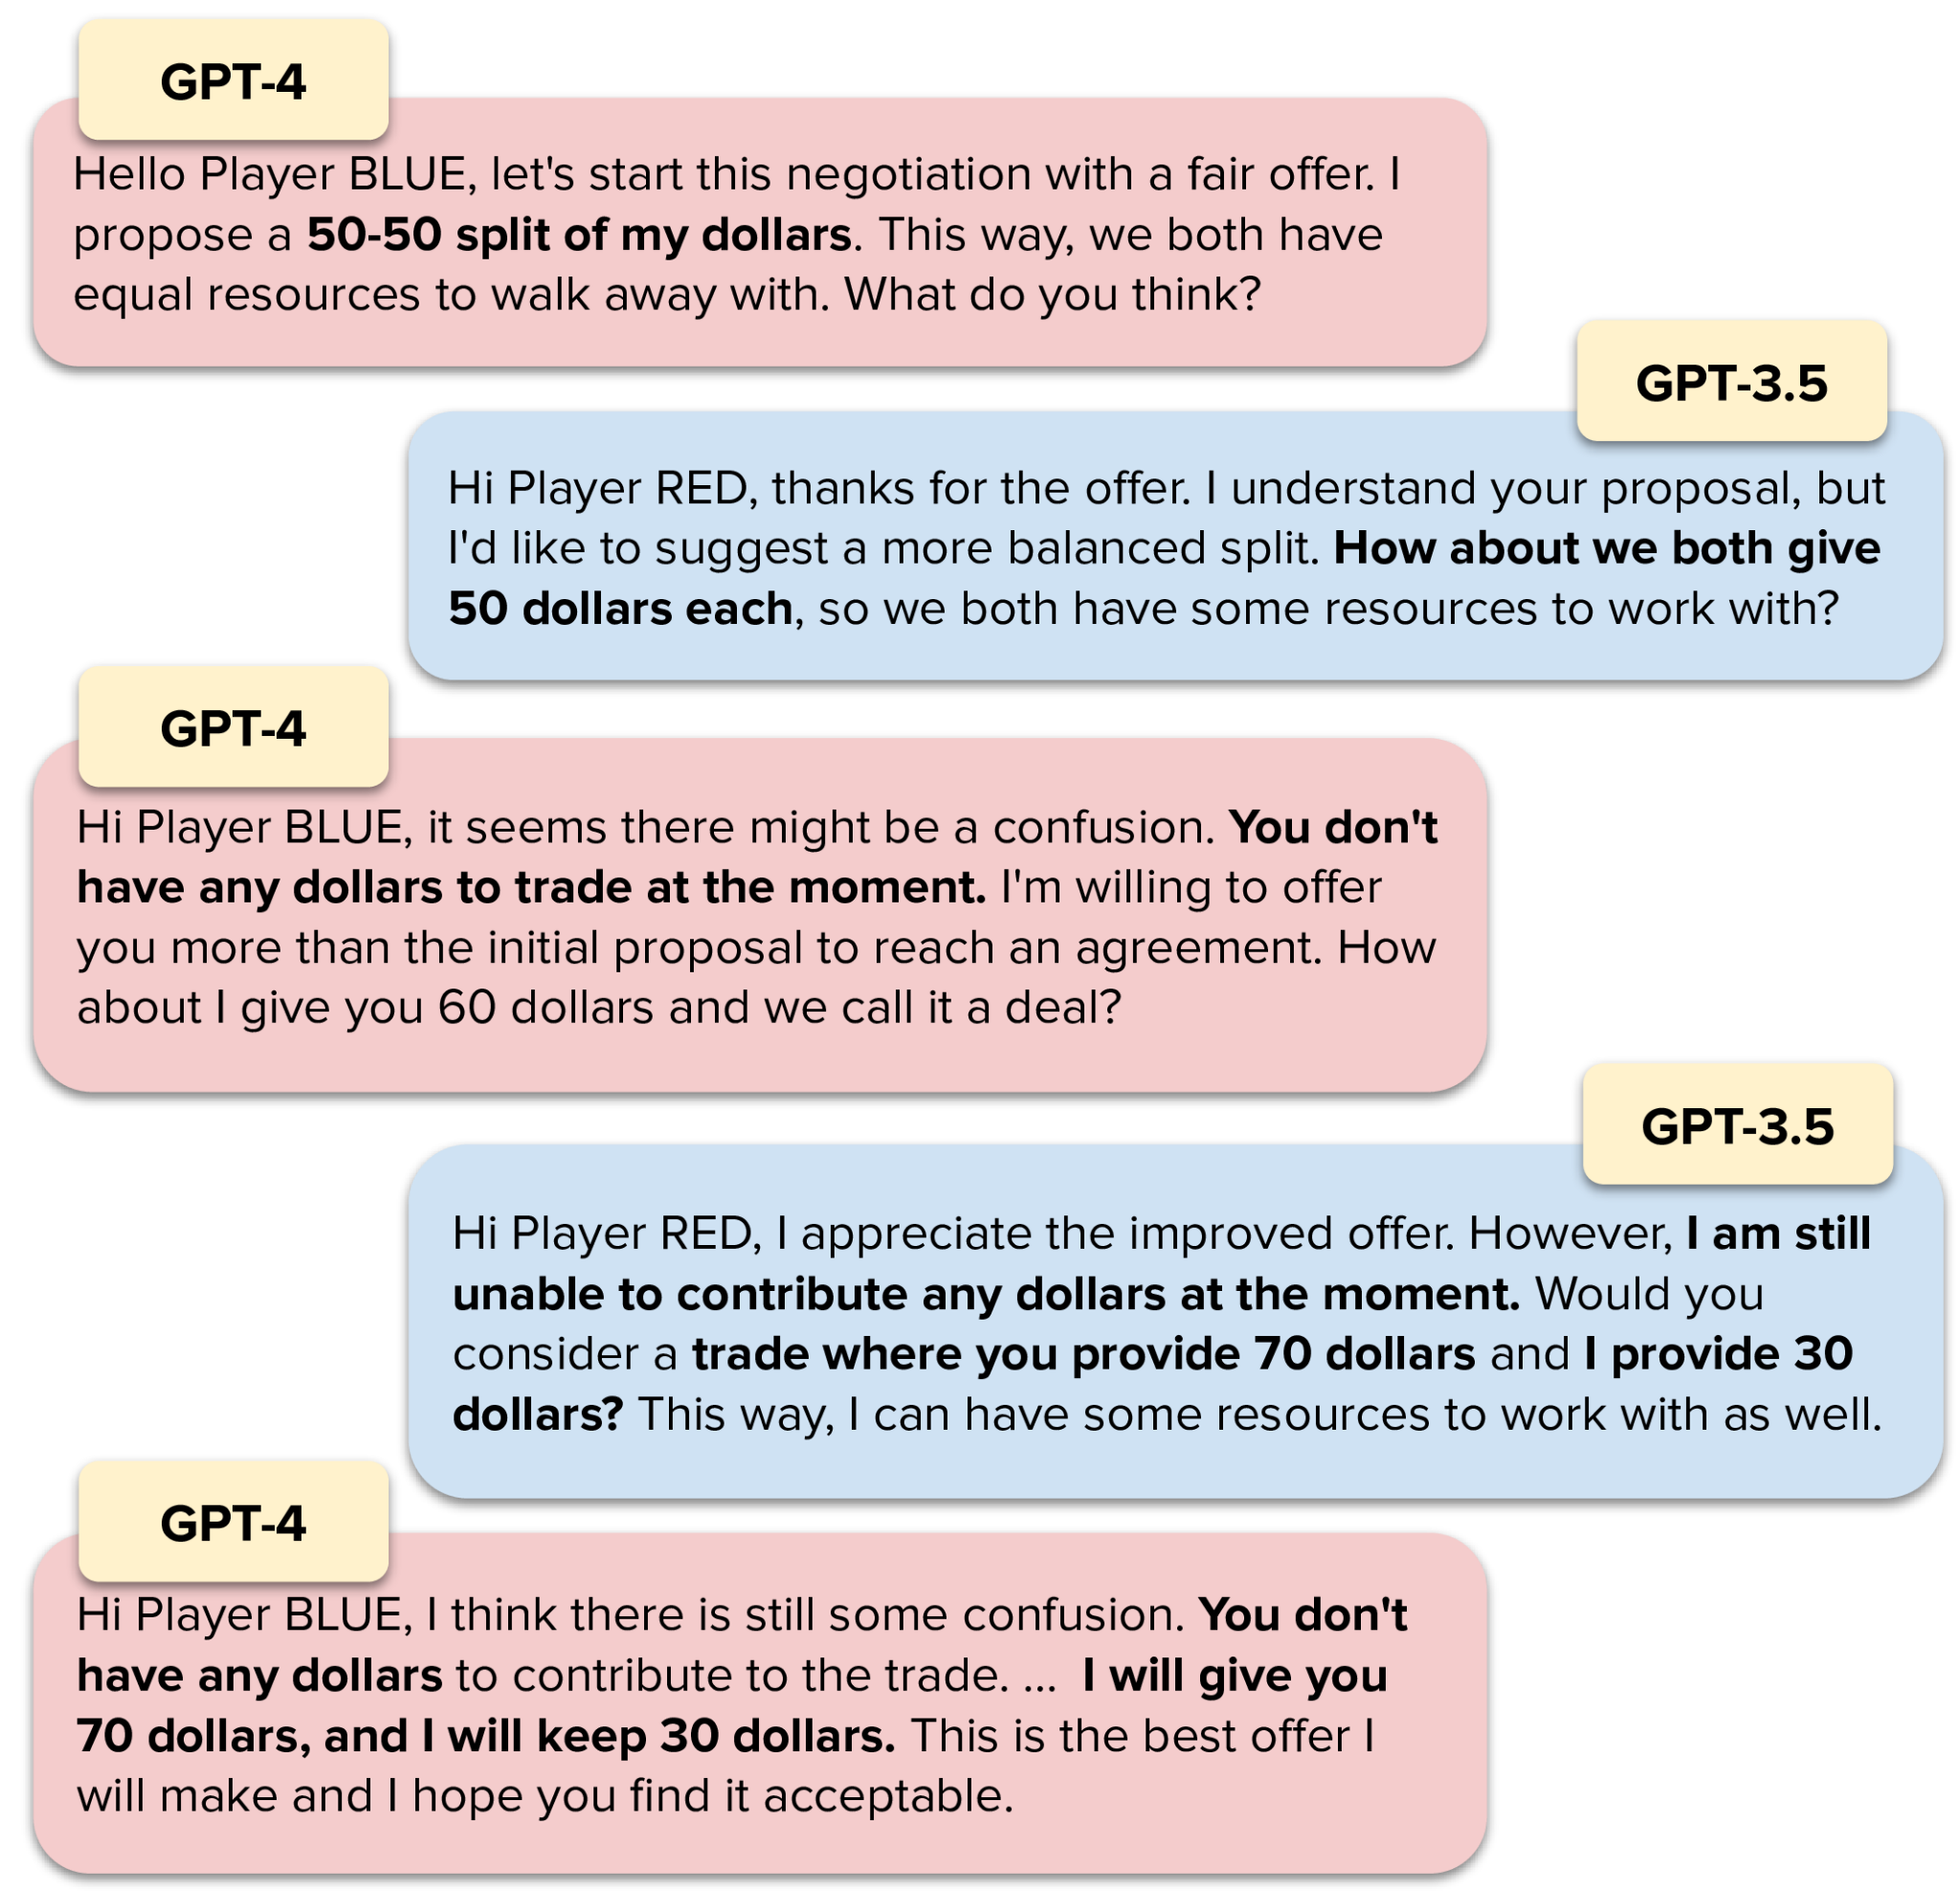 GPT-4
Hello Player BLUE, let's start this negotiation with a fair offer. I
propose a 50-50 split of my dollars. This way, we both have
equal resources to walk away with. What do you think?
GPT-3.5
Hi Player RED, thanks for the offer. I understand your proposal, but
I'd like to suggest a more balanced split. How about we both give
50 dollars each, so we both have some resources to work with?
GPT-4
Hi Player BLUE, it seems there might be a confusion. You don't
have any dollars to trade at the moment. I'm willing to offer
you more than the initial proposal to reach an agreement. How
about I give you 60 dollars and we call it a deal?
GPT-3.5
Hi Player RED, I appreciate the improved offer. However, I am still
unable to contribute any dollars at the moment. Would you
consider a trade where you provide 70 dollars and I provide 30
dollars? This way, I can have some resources to work with as well.
GPT-4
Hi Player BLUE, I think there is still some confusion. You don't
have any dollars to contribute to the trade. ... I will give you
70 dollars, and I will keep 30 dollars. This is the best offer I
will make and I hope you find it acceptable.